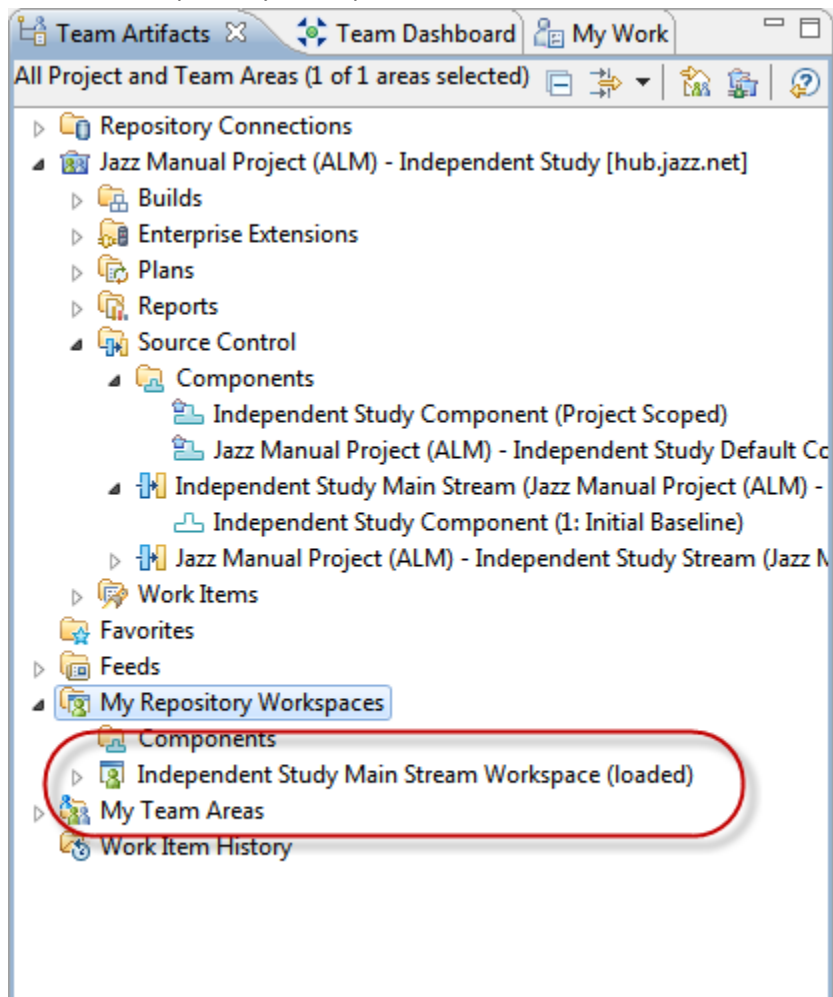 Team Artifacts Team Dashboard My Work
All Project and Team Areas (1 of 1 areas selected)
Repository Connections
Jazz Manual Project (ALM) - Independent Study [hub.jazz.net]
Builds
Enterprise Extensions
Plans
Reports
Source Control
Components
Independent Study Component (Project Scoped)
Jazz Manual Project (ALM) - Independent Study Default Co
Independent Study Main Stream (Jazz Manual Project (ALM) -
Independent Study Component (1: Initial Baseline)
Jazz Manual Project (ALM) - Independent Study Stream (Jazz
Work Items
Favorites
Feeds
My Repository Workspaces
Components
Independent Study Main Stream Workspace (loaded)
My Team Areas
Work Item History